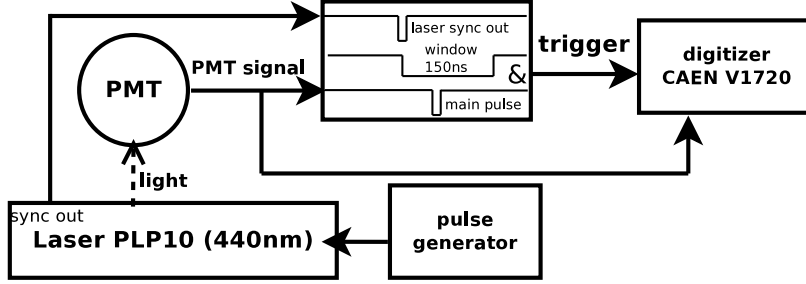 laser sync out
window
150ns
&
main pulse
trigger
digitizer
CAEN V1720
PMT
PMT signal
light
sync out
Laser PLP10 (440nm)
pulse
generator